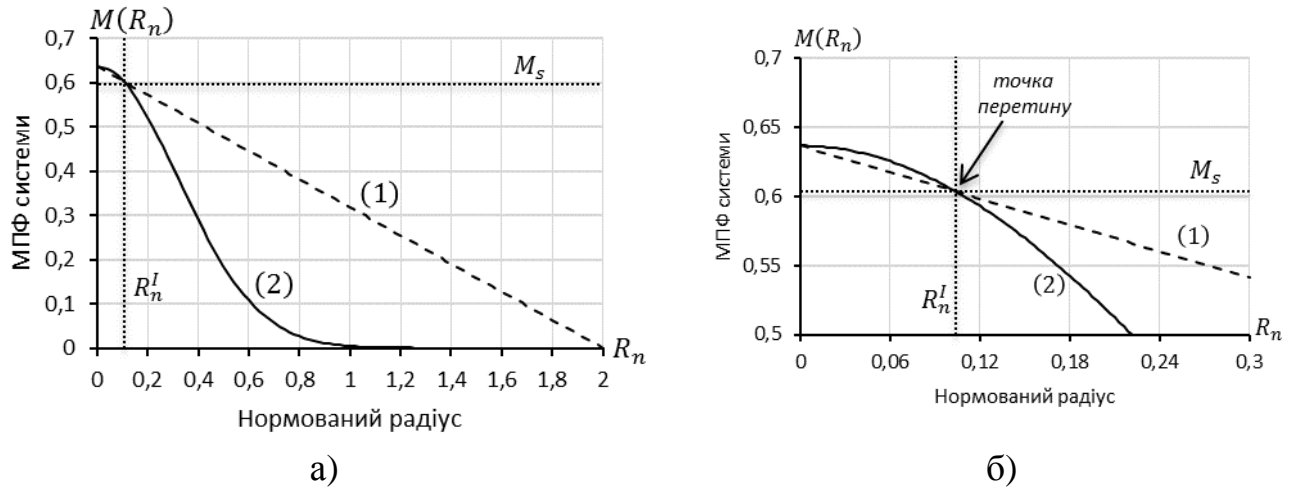 M(R_n)
0,7
0,6
0,5
0,4
0,3
0,2
0,1
0
МПФ системи
M_s
(1)
(2)
R_n^I
R_n
0 0,2 0,4 0,6 0,8 1 1,2 1,4 1,6 1,8 2
Нормований радіус
а)
M(R_n)
0,7
0,65
0,6
0,55
0,5
МПФ системи
точка
перетину
M_s
(1)
(2)
R_n^I
R_n
0 0,06 0,12 0,18 0,24 0,3
Нормований радіус
б)